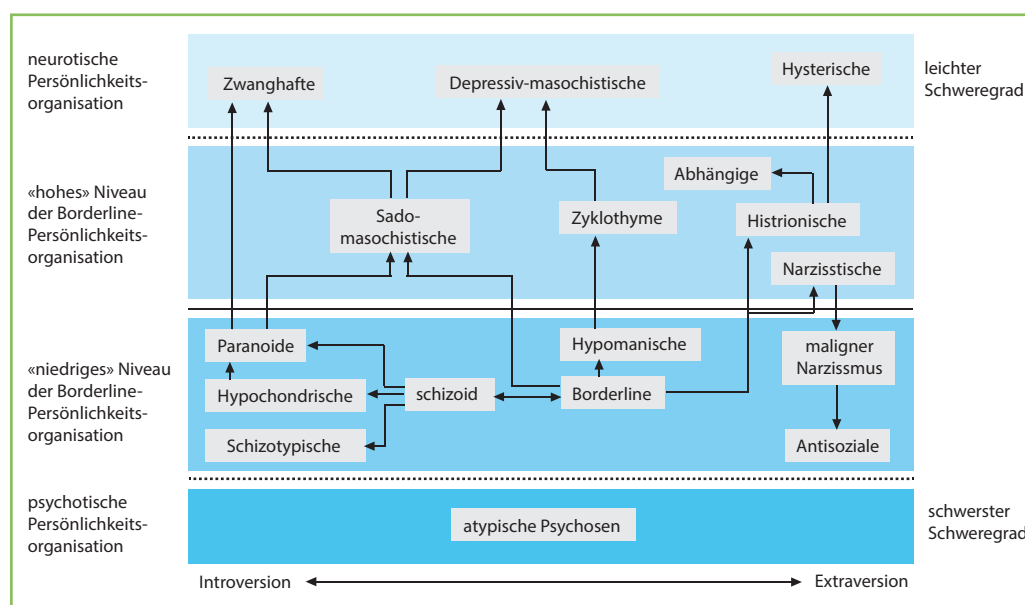 neurotische
Persönlichkeits-
organisation
Zwanghafte
Depressiv-masochistische
Hysterische
leichter
Schweregrad
«hohes» Niveau
der Borderline-
Persönlichkeits-
organisation
Abhängige
Sado-
masochistische
Zyklothyme
Histrionische
Narzisstische
«niedriges» Niveau
der Borderline-
Persönlichkeits-
organisation
Paranoide
Hypomanische
maligner
Narzissmus
Hypochondrische
schizoid
Borderline
Schizotypische
Antisoziale
psychotische
Persönlichkeits-
organisation
atypische Psychosen
schwerster
Schweregrad
Introversion
Extraversion